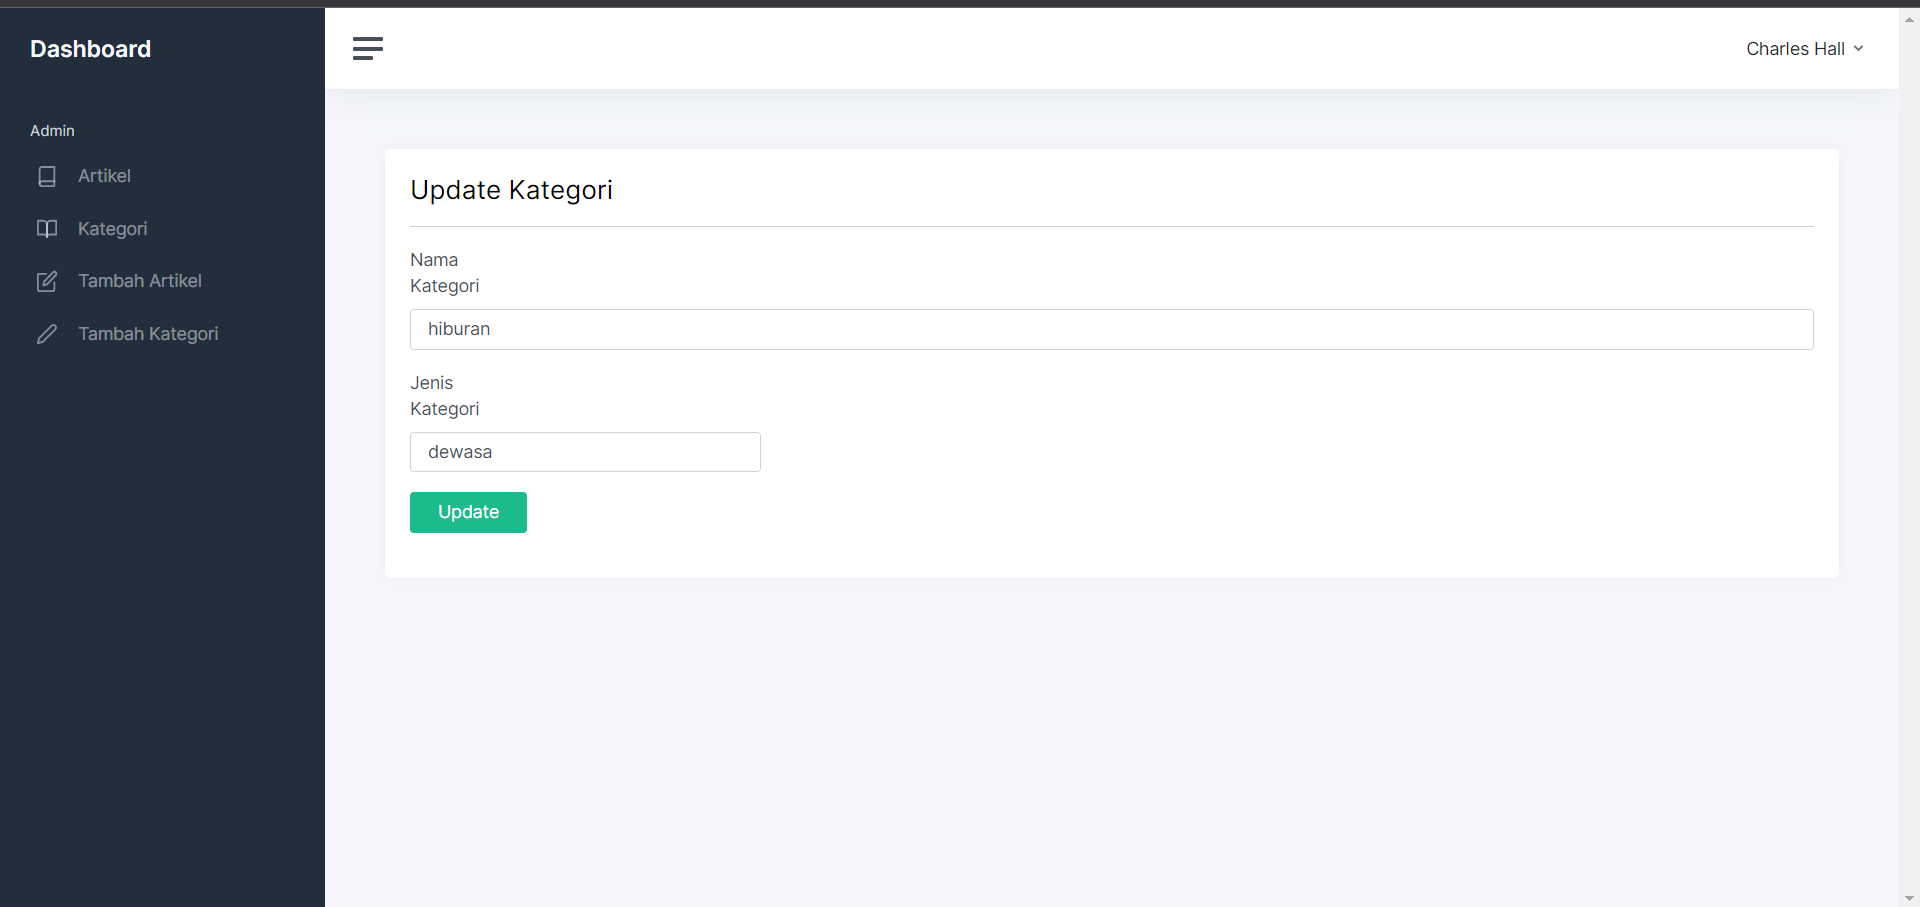 Dashboard
Charles Hall
Admin
Artikel
Kategori
Tambah Artikel
Tambah Kategori
Update Kategori
Nama
Kategori
hiburan
Jenis
Kategori
dewasa
Update